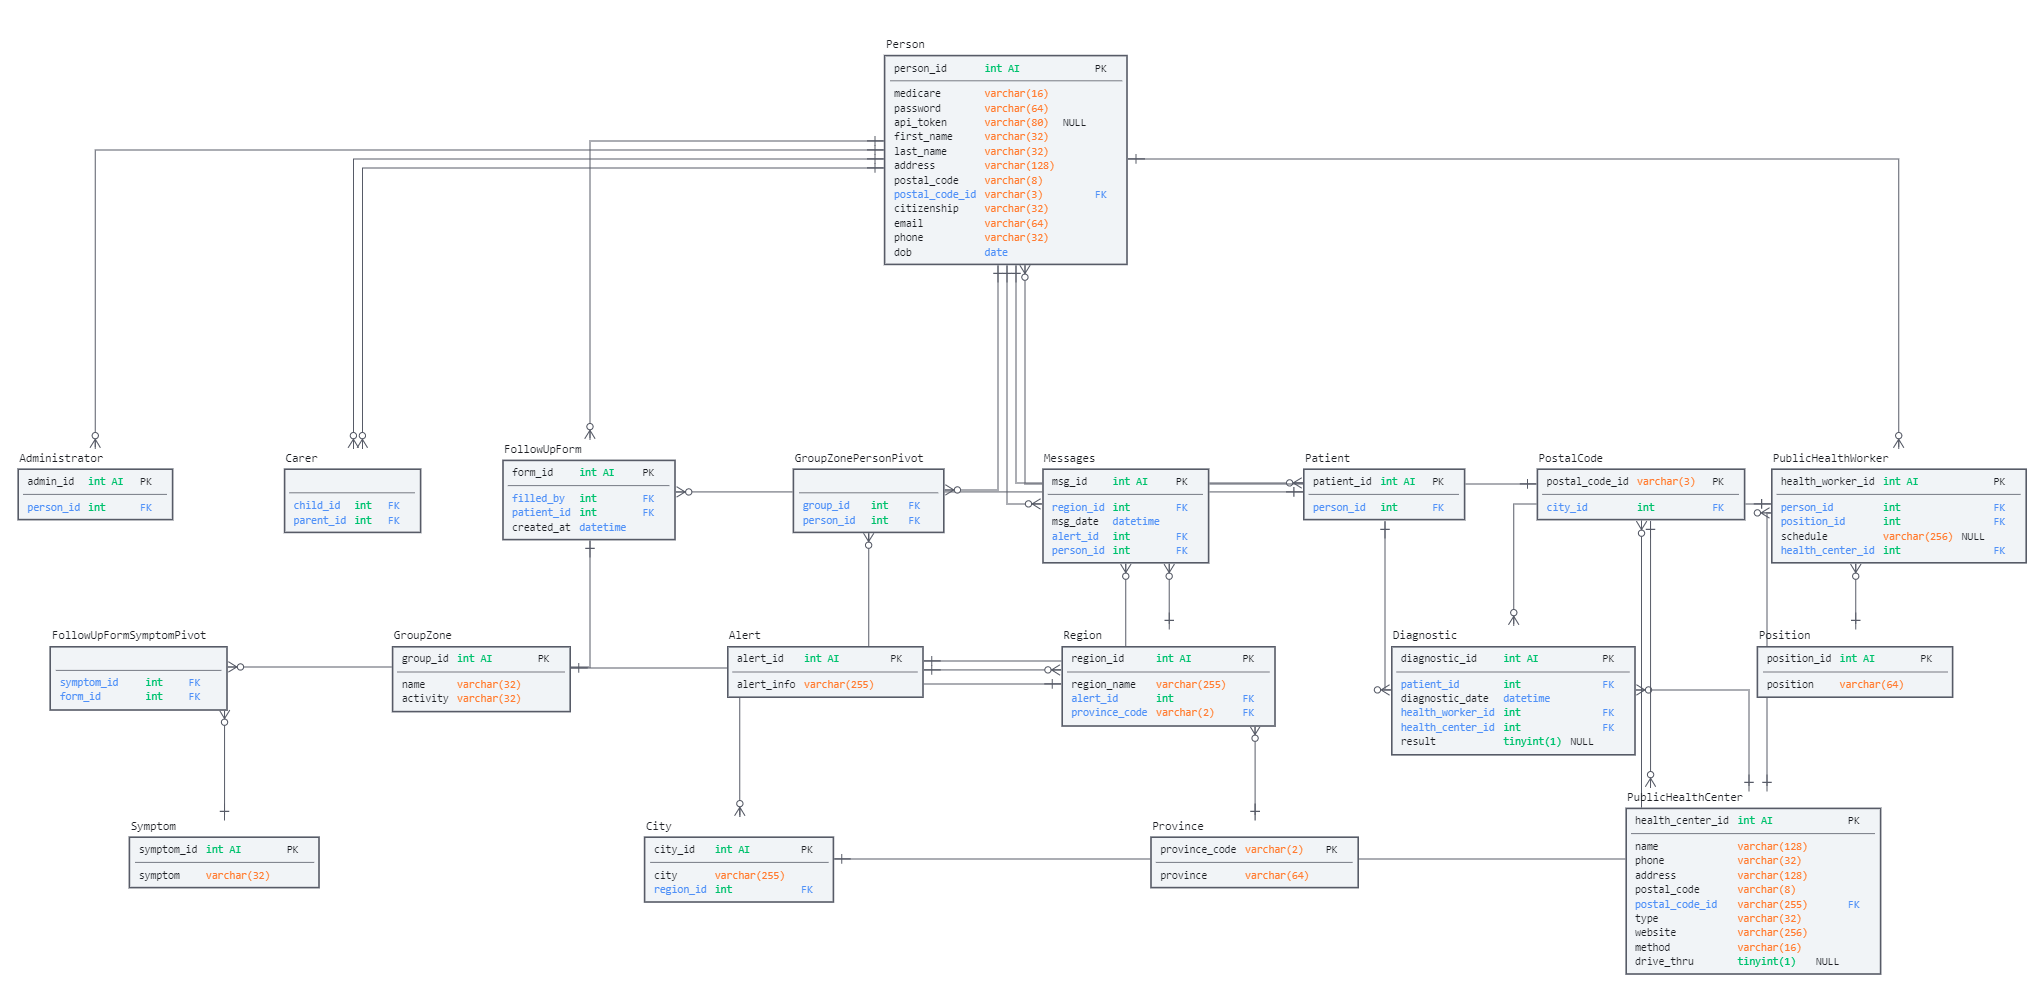 Person
person_id int AI PK
medicare varchar(16)
password varchar(64)
api_token varchar(80) NULL
first_name varchar(32)
last_name varchar(32)
address varchar(128)
postal_code varchar(8)
postal_code_id varchar(3) FK
citizenship varchar(32)
email varchar(64)
phone varchar(32)
dob date
Administrator
admin_id int AI PK
person_id int FK
Carer
child_id int FK
parent_id int FK
FollowUpForm
form_id int AI PK
filled_by int FK
patient_id int FK
created_at datetime
GroupZonePersonPivot
group_id int FK
person_id int FK
Messages
msg_id int AI PK
region_id int FK
msg_date datetime
alert_id int FK
person_id int FK
Patient
patient_id int AI PK
person_id int FK
PostalCode
postal_code_id varchar(3) PK
city_id int FK
PublicHealthWorker
health_worker_id int AI PK
person_id int FK
position_id int FK
schedule varchar(256) NULL
health_center_id int FK
FollowUpFormSymptomPivot
symptom_id int FK
form_id int FK
GroupZone
group_id int AI PK
name varchar(32)
activity varchar(32)
Alert
alert_id int AI PK
alert_info varchar(255)
Region
region_id int AI PK
region_name varchar(255)
alert_id int FK
province_code varchar(2) FK
Diagnostic
diagnostic_id int AI PK
patient_id int FK
diagnostic_date datetime
health_worker_id int FK
health_center_id int FK
result tinyint(1) NULL
Position
position_id int AI PK
position varchar(64)
Symptom
symptom_id int AI PK
symptom varchar(32)
City
city_id int AI PK
city varchar(255)
region_id int FK
Province
province_code varchar(2) PK
province varchar(64)
PublicHealthCenter
health_center_id int AI PK
name varchar(128)
phone varchar(32)
address varchar(128)
postal_code varchar(8)
postal_code_id varchar(255) FK
type varchar(32)
website varchar(256)
method varchar(16)
drive_thru tinyint(1) NULL